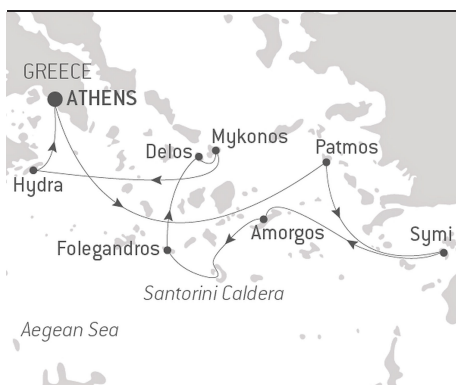 GREECE
ATHENS
Mykonos
Delos
Patmos
Hydra
Amorgos
Symi
Folegandros
Santorini Caldera
Aegean Sea